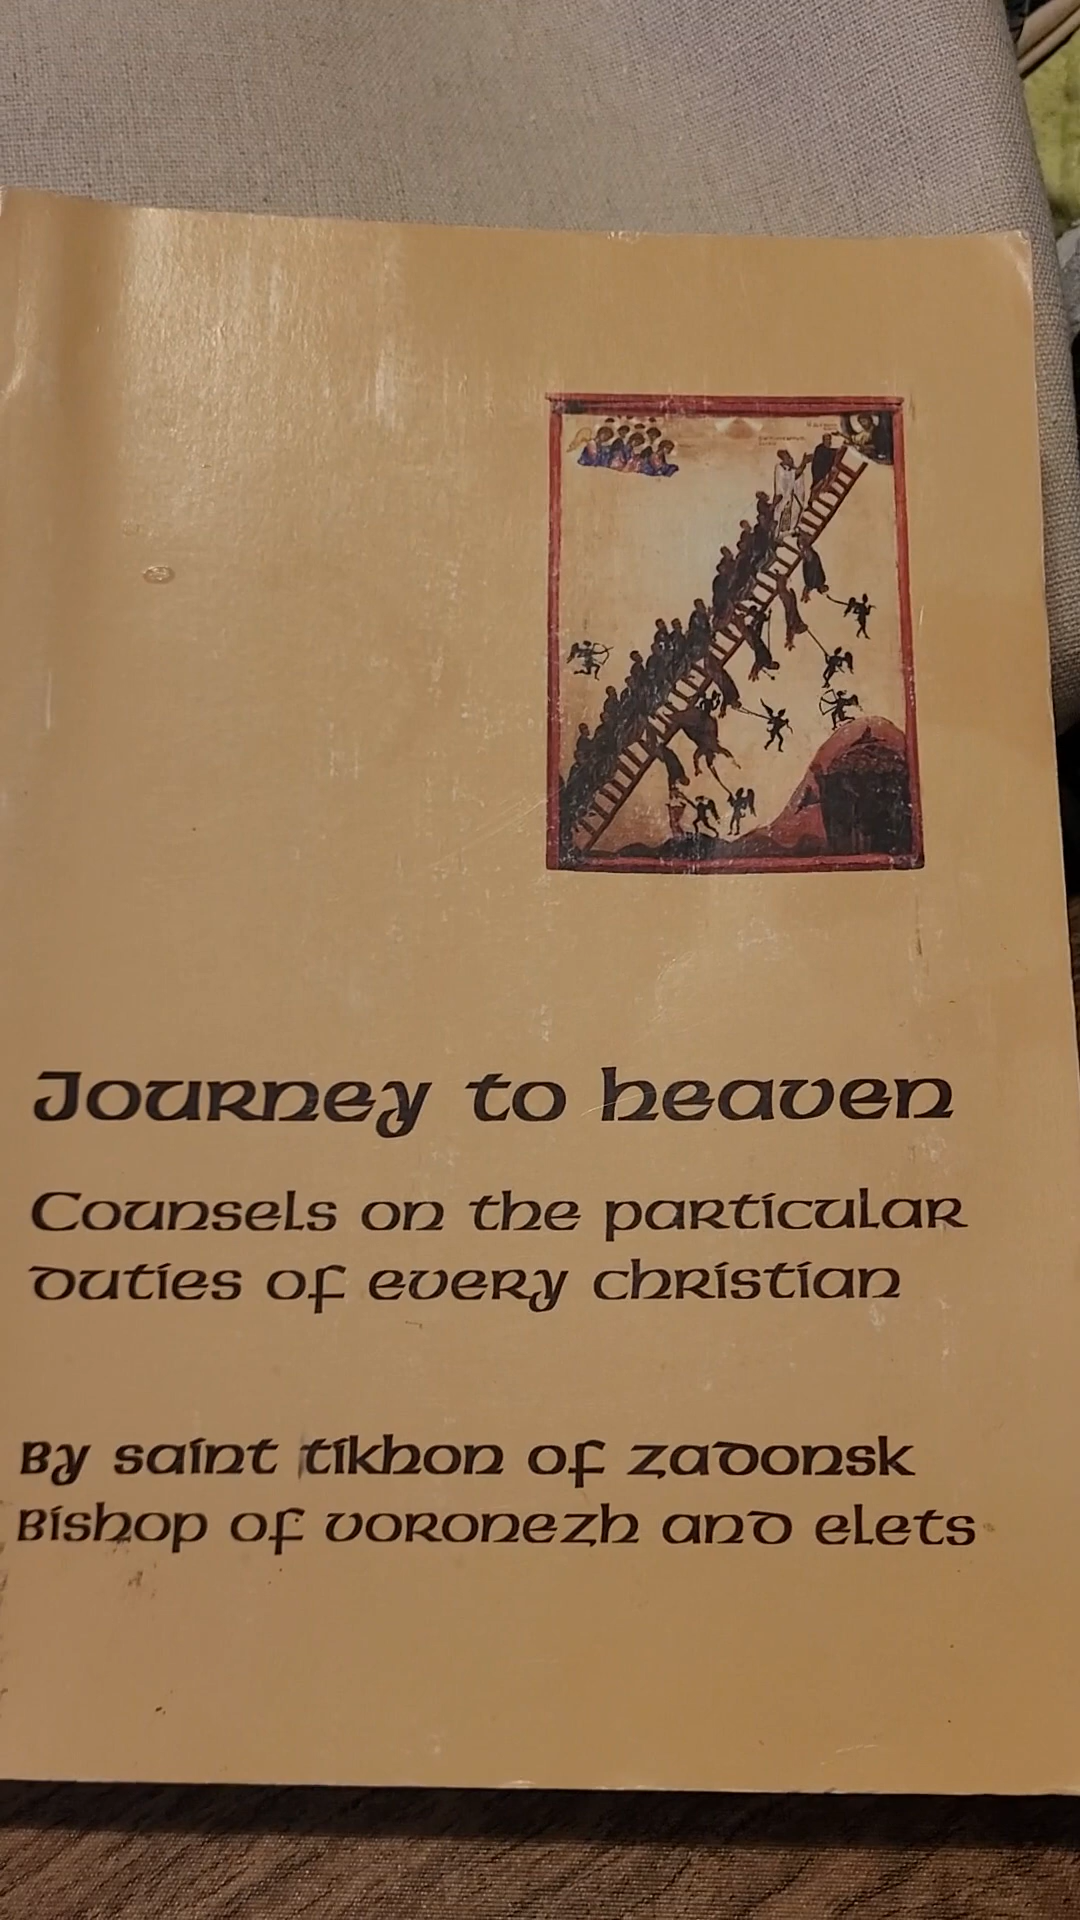 Journey to heaven
Counsels on the particular
duties of every christian
By saint tikhon of zadonsk
Bishop of voronezh and elets